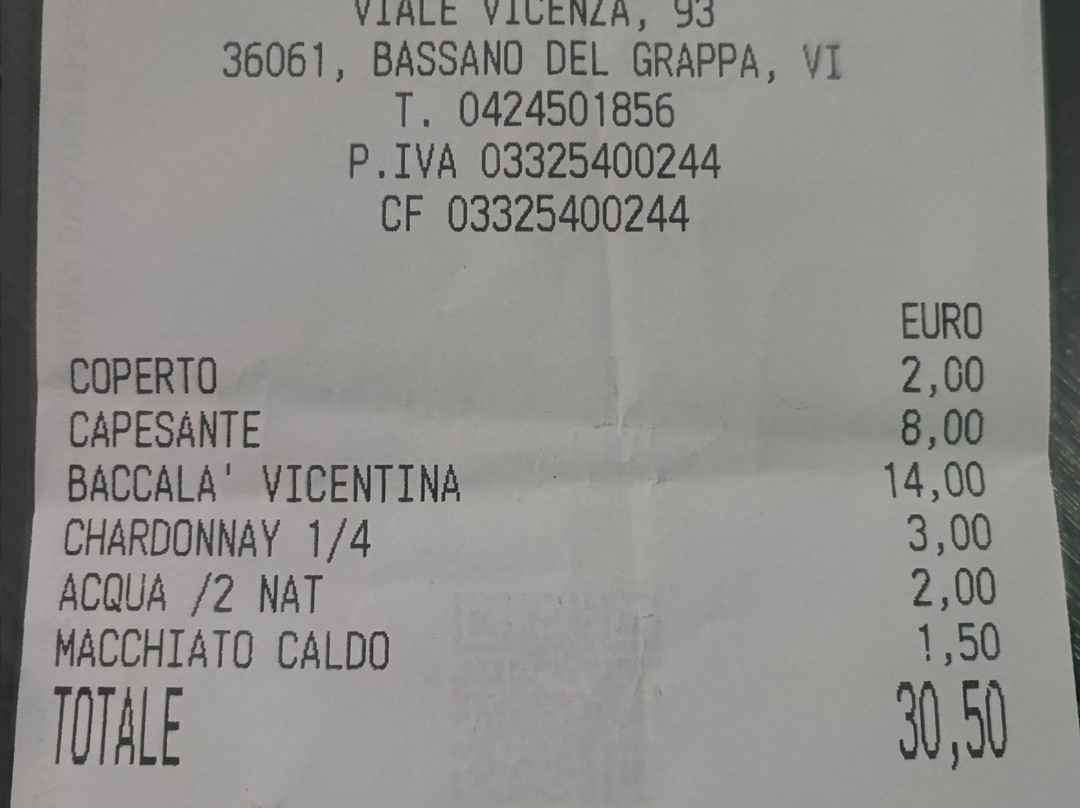 VIALE VICENZA, 93
36061, BASSANO DEL GRAPPA, VI
T. 0424501856
P.IVA 03325400244
CF 03325400244
EURO
COPERTO 2,00
CAPESANTE 8,00
BACCALA' VICENTINA 14,00
CHARDONNAY 1/4 3,00
ACQUA /2 NAT 2,00
MACCHIATO CALDO 1,50
TOTALE 30,50